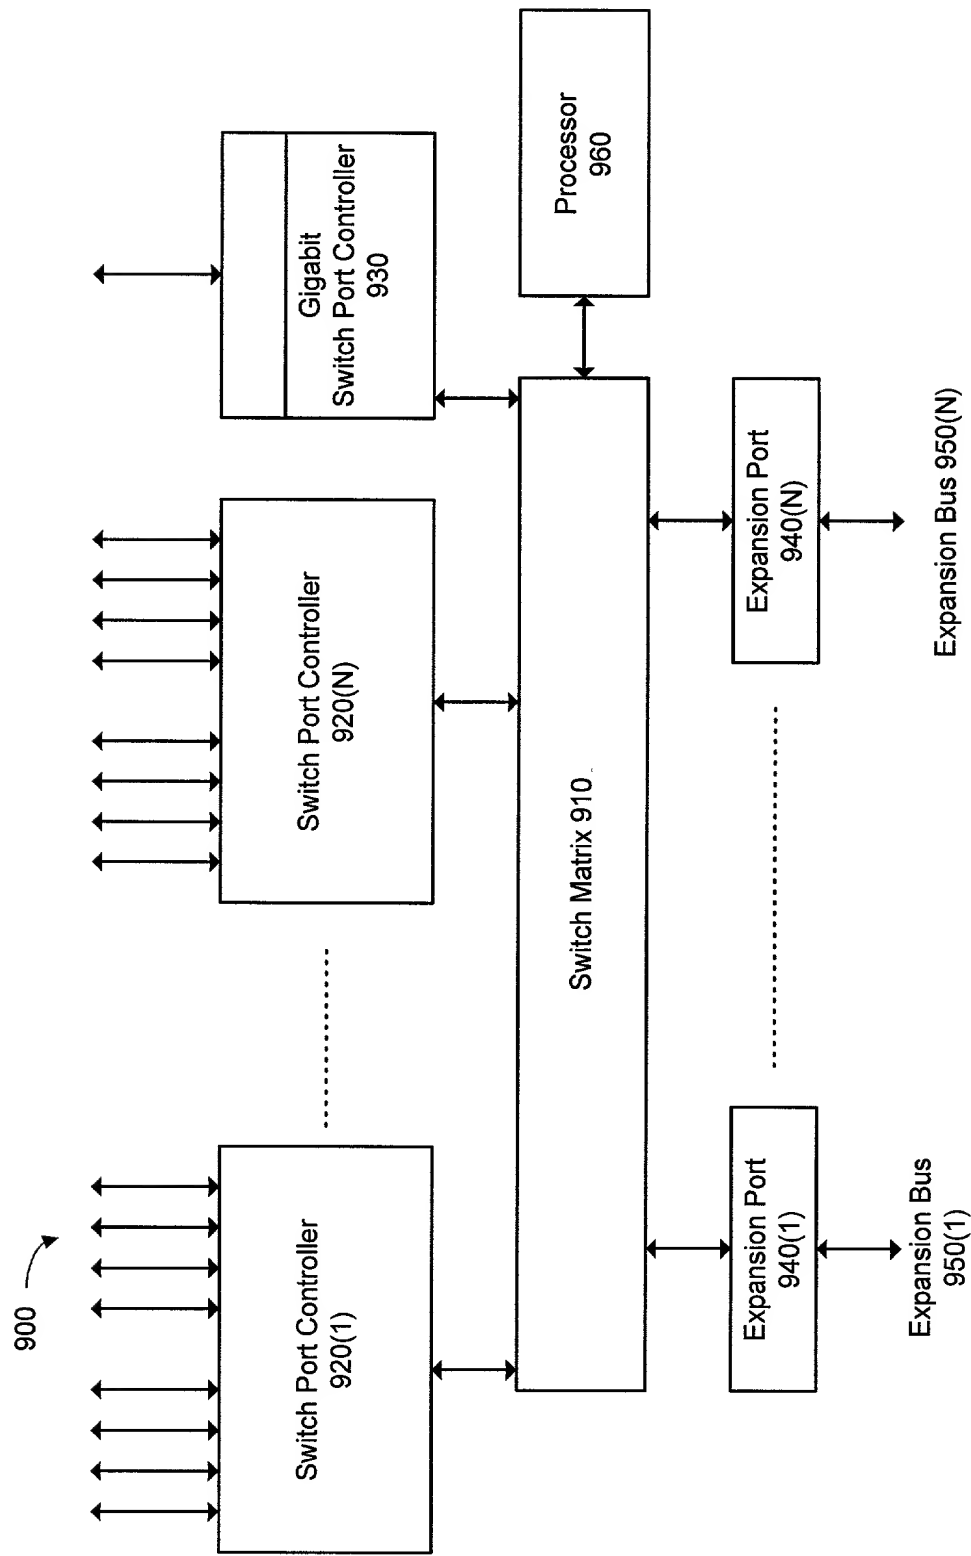 900
Switch Port Controller
920(1)
Switch Port Controller
920(N)
Gigabit
Switch Port Controller
930
Switch Matrix 910
Processor
960
Expansion Port
940(1)
Expansion Port
940(N)
Expansion Bus
950(1)
Expansion Bus 950(N)